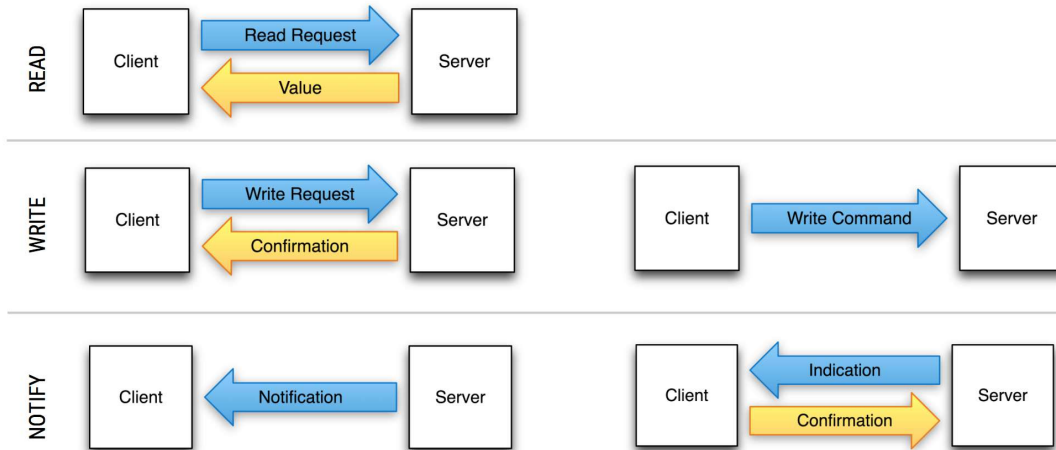 READ
Client
Read Request
Value
Server
WRITE
Client
Write Request
Confirmation
Server
Client
Write Command
Server
NOTIFY
Client
Notification
Server
Client
Indication
Confirmation
Server